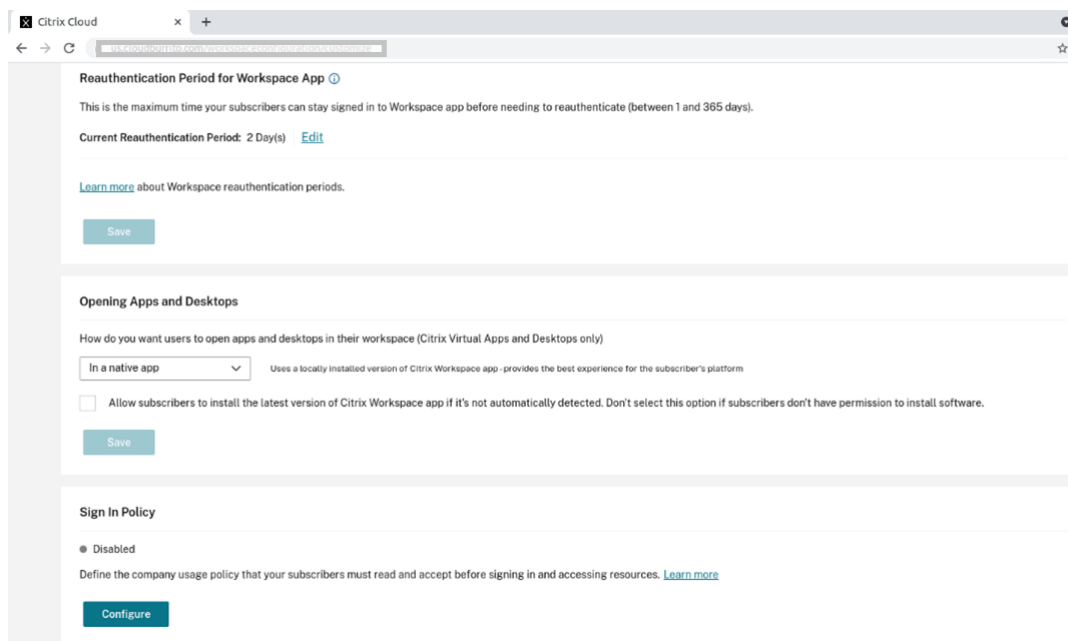 Citrix Cloud
Reauthentication Period for Workspace App
This is the maximum time your subscribers can stay signed in to Workspace app before needing to reauthenticate (between 1 and 365 days).
Current Reauthentication Period: 2 Day(s) Edit
Learn more about Workspace reauthentication periods.
Save
Opening Apps and Desktops
How do you want users to open apps and desktops in their workspace (Citrix Virtual Apps and Desktops only)
In a native app Uses a locally installed version of Citrix Workspace app - provides the best experience for the subscriber's platform
Allow subscribers to install the latest version of Citrix Workspace app if it's not automatically detected. Don't select this option if subscribers don't have permission to install software.
Save
Sign In Policy
Disabled
Define the company usage policy that your subscribers must read and accept before signing in and accessing resources. Learn more
Configure